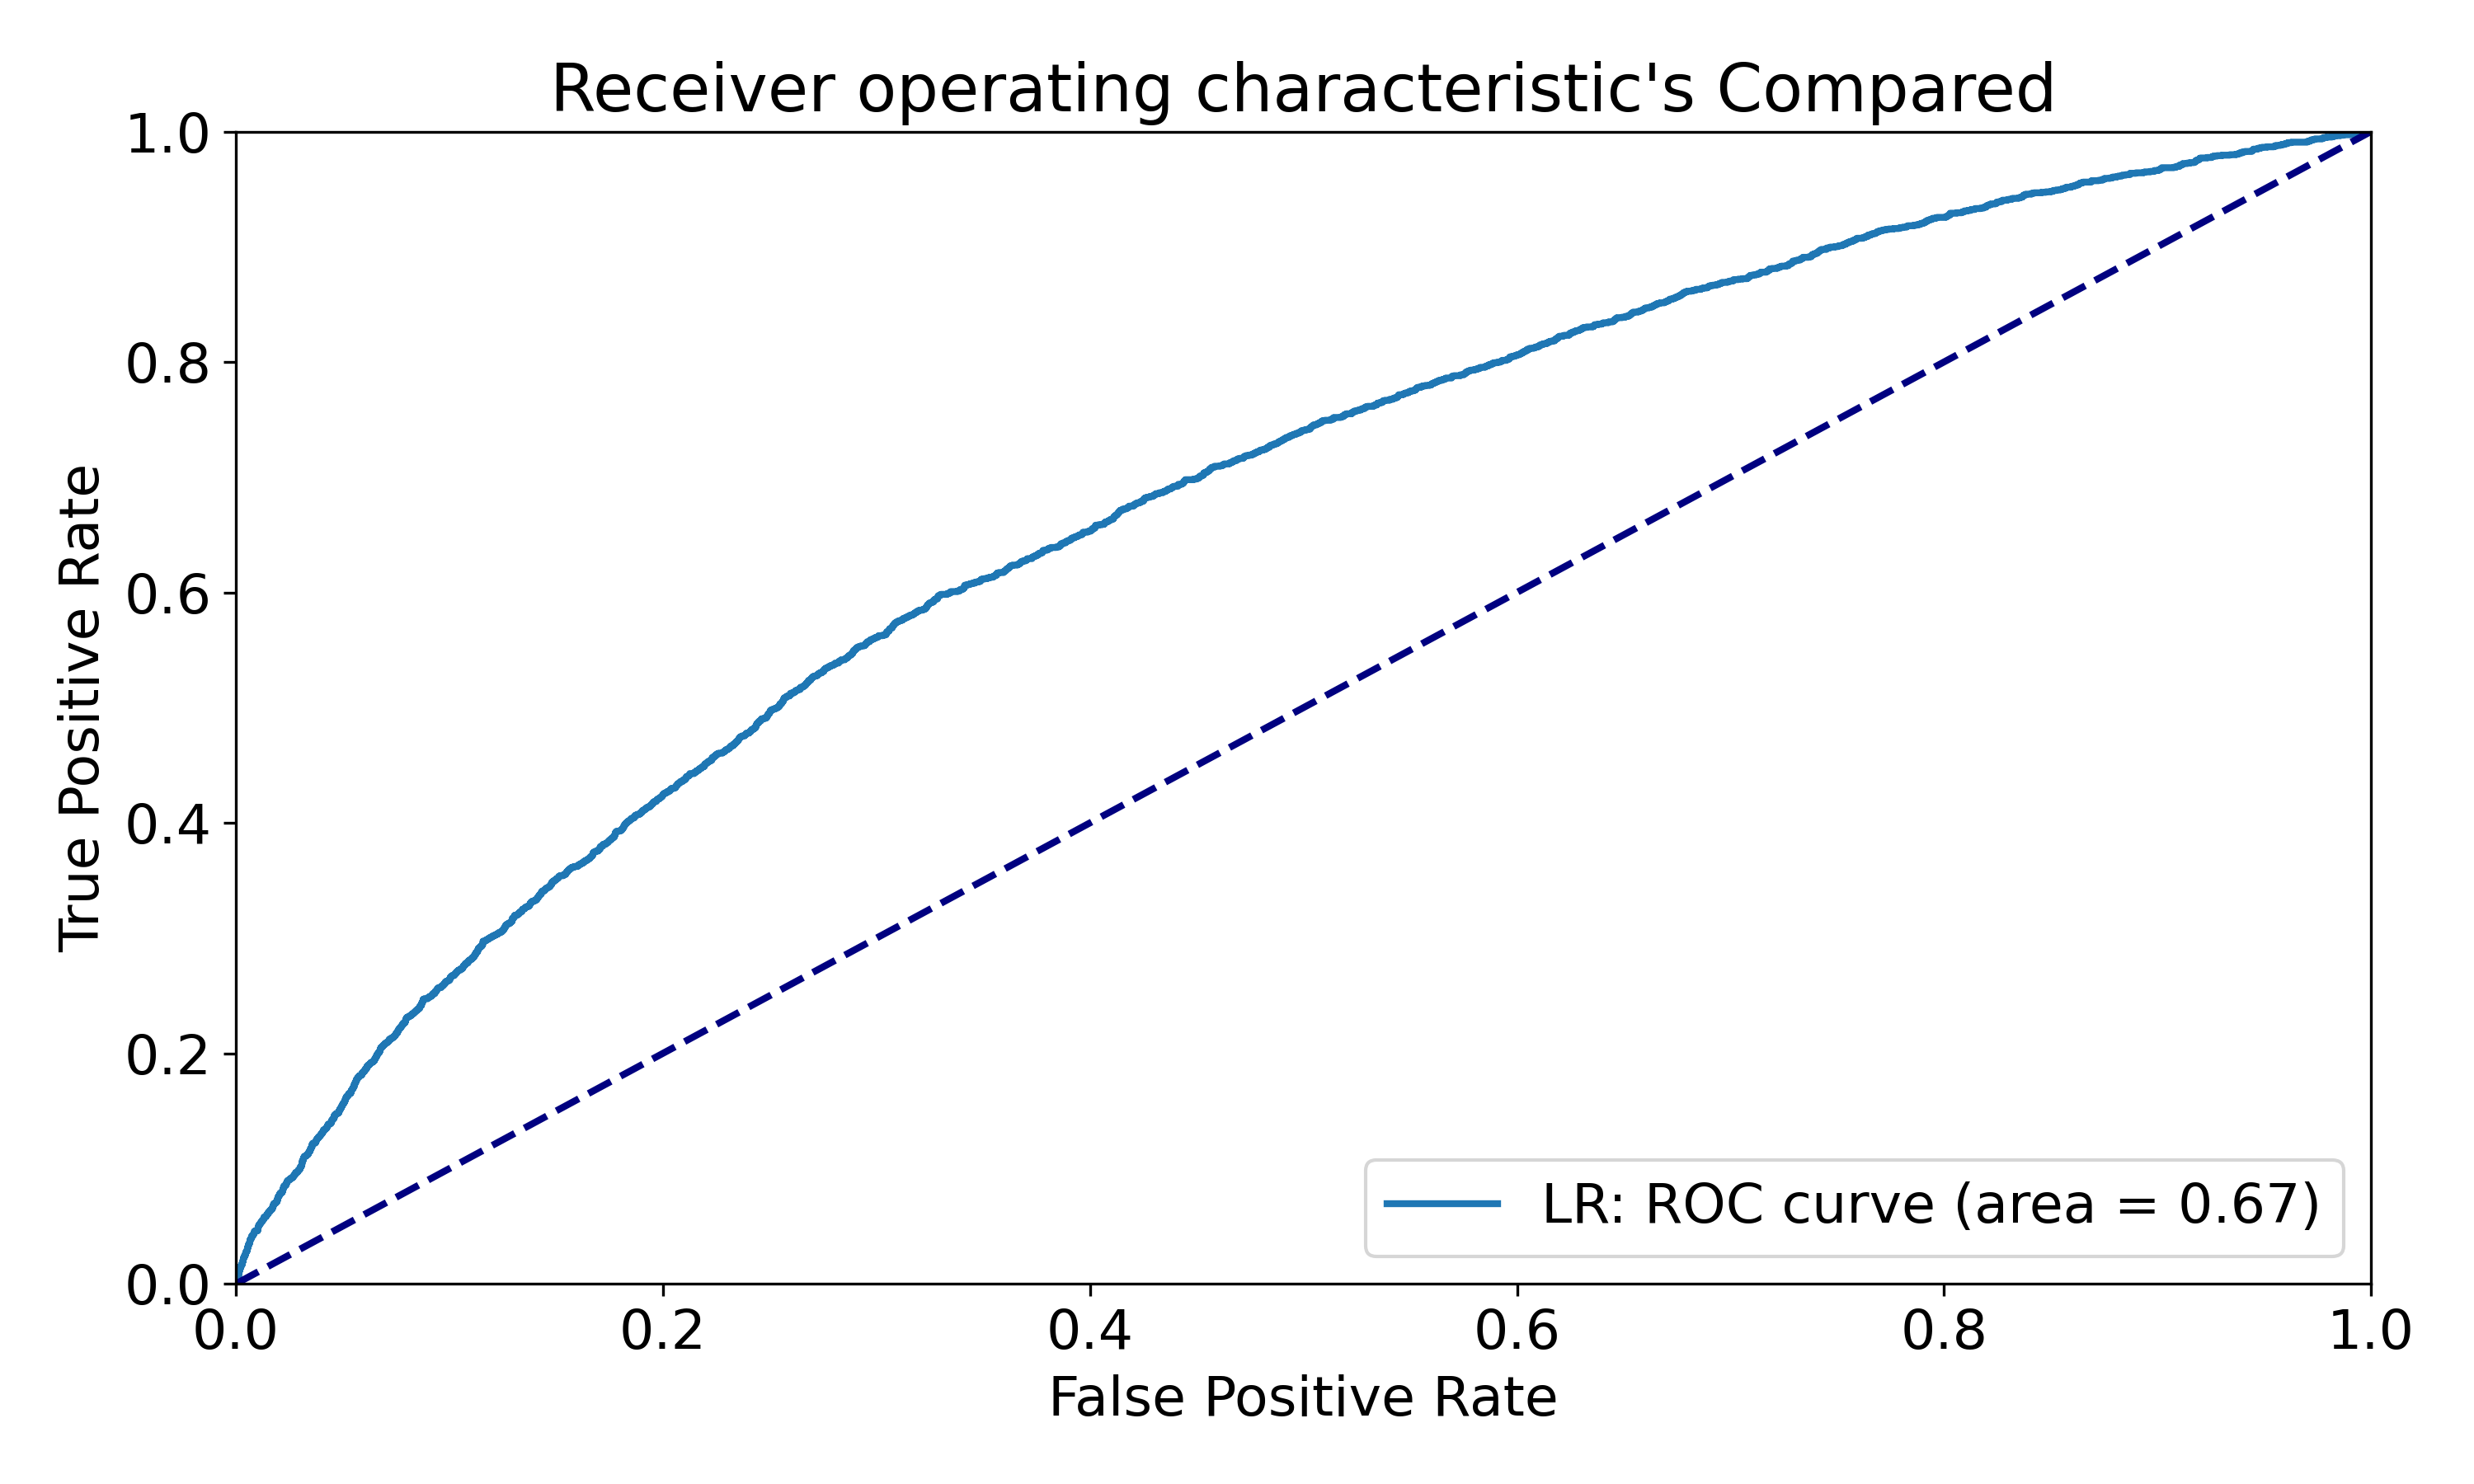 Receiver operating characteristic's Compared
1.0
0.8
0.6
0.4
0.2
0.0
True Positive Rate
LR: ROC curve (area = 0.67)
0.0 0.2 0.4 0.6 0.8 1.0
False Positive Rate